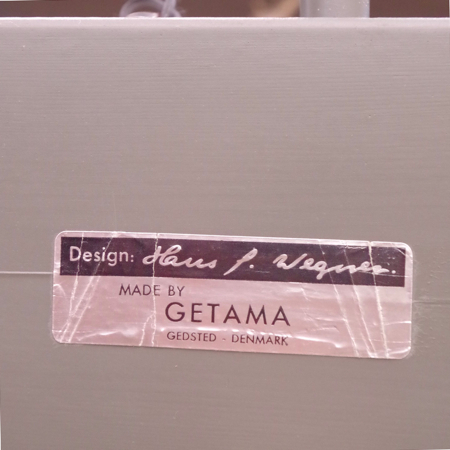 Design: Hans J. Wegner.
MADE BY
GETAMA
GEDSTED - DENMARK